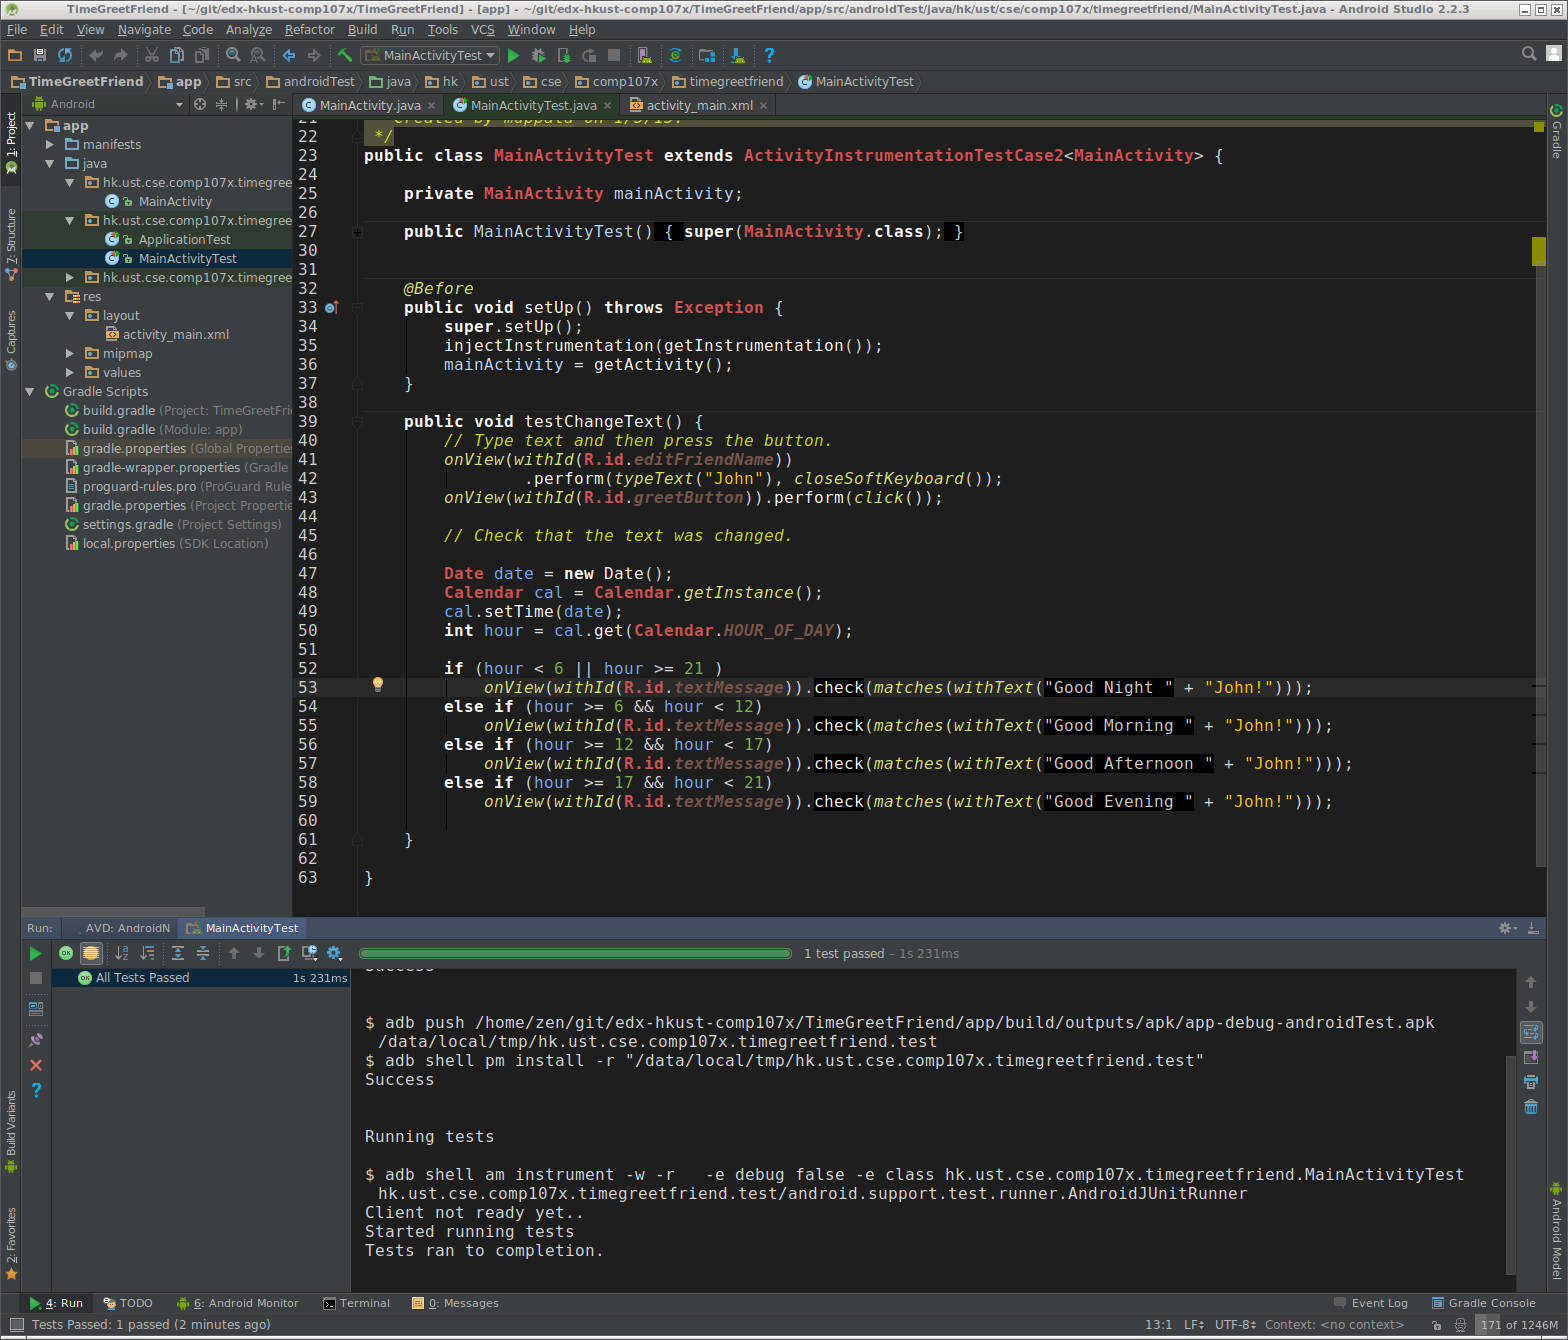 TimeGreetFriend - [~/git/edx-hkust-comp107x/TimeGreetFriend] - [app] - ~/git/edx-hkust-comp107x/TimeGreetFriend/app/src/androidTest/java/hk/ust/cse/comp107x/timegreetfriend/MainActivityTest.java - Android Studio 2.2.3
File Edit View Navigate Code Analyze Refactor Build Run Tools VCS Window Help
MainActivityTest
TimeGreetFriend app src androidTest java hk ust cse comp107x timegreetfriend MainActivityTest
Android
MainActivity.java MainActivityTest.java activity_main.xml
1: Project
7: Structure
Captures
Build Variants
2: Favorites
Gradle
Android Model
app
manifests
java
hk.ust.cse.comp107x.timegree
MainActivity
hk.ust.cse.comp107x.timegree
ApplicationTest
MainActivityTest
hk.ust.cse.comp107x.timegree
res
layout
activity_main.xml
mipmap
values
Gradle Scripts
build.gradle (Project: TimeGreetFri
build.gradle (Module: app)
gradle.properties (Global Propertie
gradle-wrapper.properties (Gradle
proguard-rules.pro (ProGuard Rule
gradle.properties (Project Propertie
settings.gradle (Project Settings)
local.properties (SDK Location)
21 Created by muppala on 1/5/15.
22 */
23 public class MainActivityTest extends ActivityInstrumentationTestCase2<MainActivity> {
24
25 private MainActivity mainActivity;
26
27 public MainActivityTest() { super(MainActivity.class); }
30
31
32 @Before
33 public void setUp() throws Exception {
34 super.setUp();
35 injectInstrumentation(getInstrumentation());
36 mainActivity = getActivity();
37 }
38
39 public void testChangeText() {
40 // Type text and then press the button.
41 onView(withId(R.id.editFriendName))
42 .perform(typeText("John"), closeSoftKeyboard());
43 onView(withId(R.id.greetButton)).perform(click());
44
45 // Check that the text was changed.
46
47 Date date = new Date();
48 Calendar cal = Calendar.getInstance();
49 cal.setTime(date);
50 int hour = cal.get(Calendar.HOUR_OF_DAY);
51
52 if (hour < 6 || hour >= 21 )
53 onView(withId(R.id.textMessage)).check(matches(withText("Good Night " + "John!")));
54 else if (hour >= 6 && hour < 12)
55 onView(withId(R.id.textMessage)).check(matches(withText("Good Morning " + "John!")));
56 else if (hour >= 12 && hour < 17)
57 onView(withId(R.id.textMessage)).check(matches(withText("Good Afternoon " + "John!")));
58 else if (hour >= 17 && hour < 21)
59 onView(withId(R.id.textMessage)).check(matches(withText("Good Evening " + "John!")));
60
61 }
62
63 }
Run: AVD: AndroidN MainActivityTest
1 test passed – 1s 231ms
All Tests Passed 1s 231ms
Success
$ adb push /home/zen/git/edx-hkust-comp107x/TimeGreetFriend/app/build/outputs/apk/app-debug-androidTest.apk
/data/local/tmp/hk.ust.cse.comp107x.timegreetfriend.test
$ adb shell pm install -r "/data/local/tmp/hk.ust.cse.comp107x.timegreetfriend.test"
Success
Running tests
$ adb shell am instrument -w -r -e debug false -e class hk.ust.cse.comp107x.timegreetfriend.MainActivityTest
hk.ust.cse.comp107x.timegreetfriend.test/android.support.test.runner.AndroidJUnitRunner
Client not ready yet..
Started running tests
Tests ran to completion.
4: Run TODO 6: Android Monitor Terminal 0: Messages Event Log Gradle Console
Tests Passed: 1 passed (2 minutes ago) 13:1 LF UTF-8 Context: <no context> 171 of 1246M